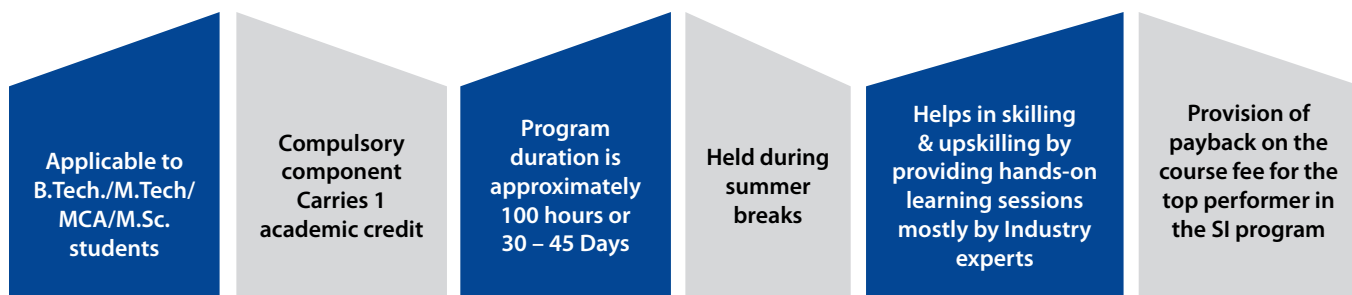 Applicable to
B.Tech./M.Tech/
MCA/M.Sc.
students
Compulsory
component
Carries 1
academic credit
Program
duration is
approximately
100 hours or
30 – 45 Days
Held during
summer
breaks
Helps in skilling
& upskilling by
providing hands-on
learning sessions
mostly by Industry
experts
Provision of
payback on the
course fee for the
top performer in
the SI program